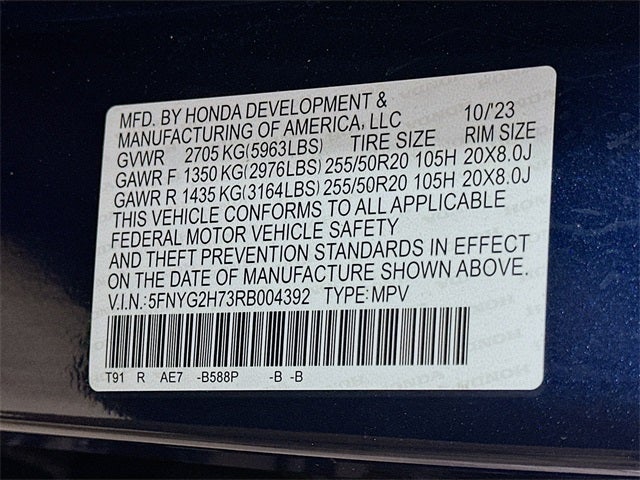 MFD. BY HONDA DEVELOPMENT &
MANUFACTURING OF AMERICA, LLC 10/'23
GVWR 2705 KG(5963LBS) TIRE SIZE RIM SIZE
GAWR F 1350 KG(2976LBS) 255/50R20 105H 20X8.0J
GAWR R 1435 KG(3164LBS) 255/50R20 105H 20X8.0J
THIS VEHICLE CONFORMS TO ALL APPLICABLE
FEDERAL MOTOR VEHICLE SAFETY
AND THEFT PREVENTION STANDARDS IN EFFECT
ON THE DATE OF MANUFACTURE SHOWN ABOVE.
V.I.N.:5FNYG2H73RB004392 TYPE:MPV
T91 R AE7 -B588P -B -B